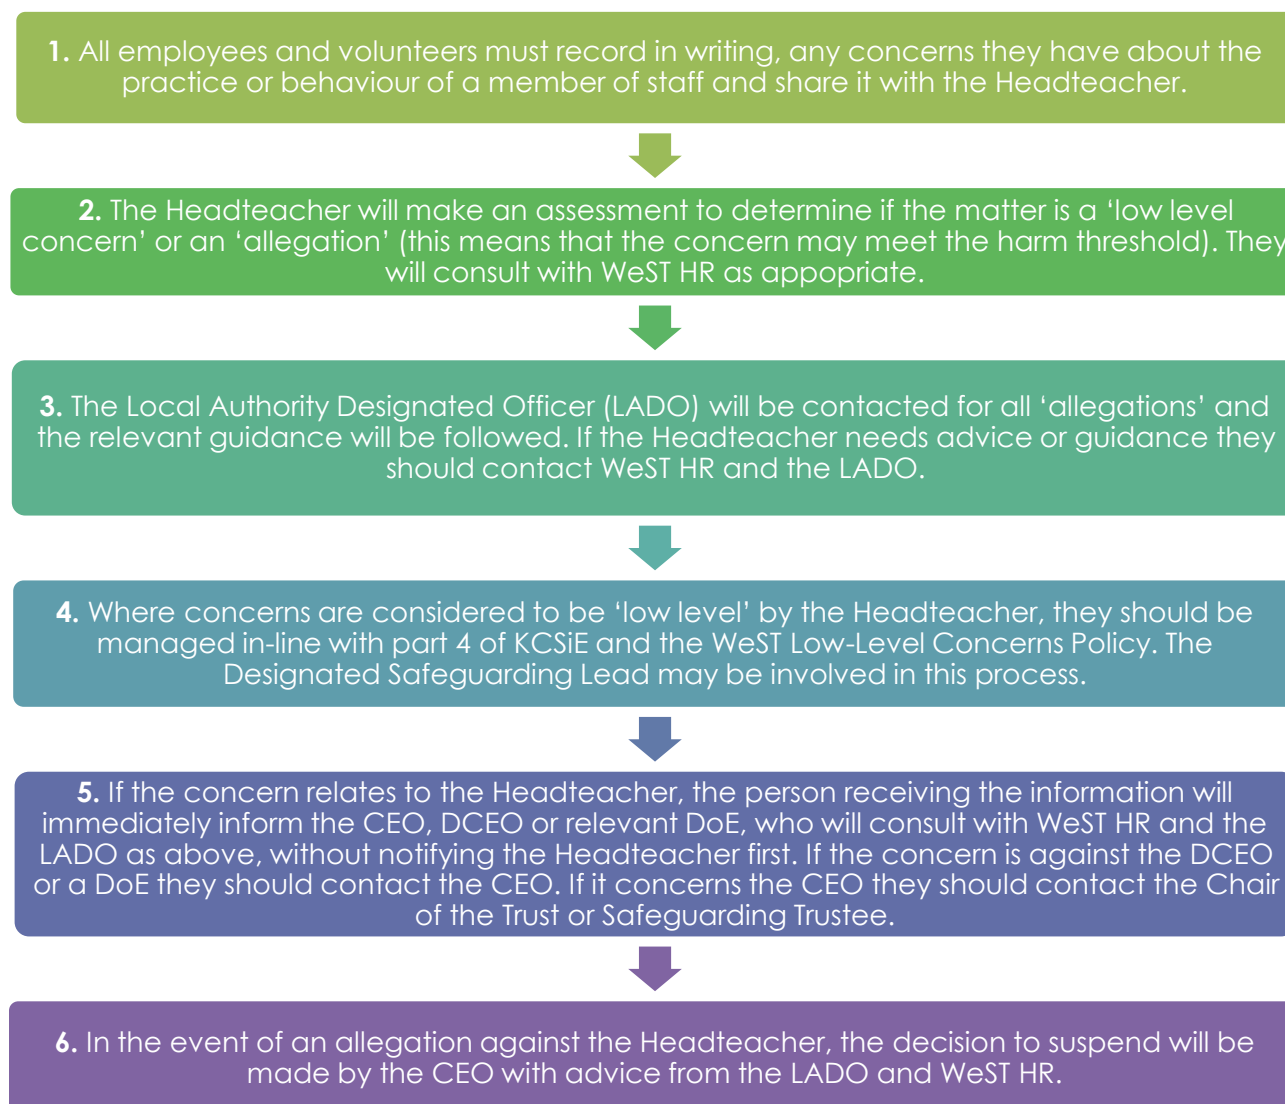 1. All employees and volunteers must record in writing, any concerns they have about the
practice or behaviour of a member of staff and share it with the Headteacher.
2. The Headteacher will make an assessment to determine if the matter is a ‘low level
concern’ or an ‘allegation’ (this means that the concern may meet the harm threshold). They
will consult with WeST HR as appopriate.
3. The Local Authority Designated Officer (LADO) will be contacted for all ‘allegations’ and
the relevant guidance will be followed. If the Headteacher needs advice or guidance they
should contact WeST HR and the LADO.
4. Where concerns are considered to be ‘low level’ by the Headteacher, they should be
managed in-line with part 4 of KCSiE and the WeST Low-Level Concerns Policy. The
Designated Safeguarding Lead may be involved in this process.
5. If the concern relates to the Headteacher, the person receiving the information will
immediately inform the CEO, DCEO or relevant DoE, who will consult with WeST HR and the
LADO as above, without notifying the Headteacher first. If the concern is against the DCEO
or a DoE they should contact the CEO. If it concerns the CEO they should contact the Chair
of the Trust or Safeguarding Trustee.
6. In the event of an allegation against the Headteacher, the decision to suspend will be
made by the CEO with advice from the LADO and WeST HR.